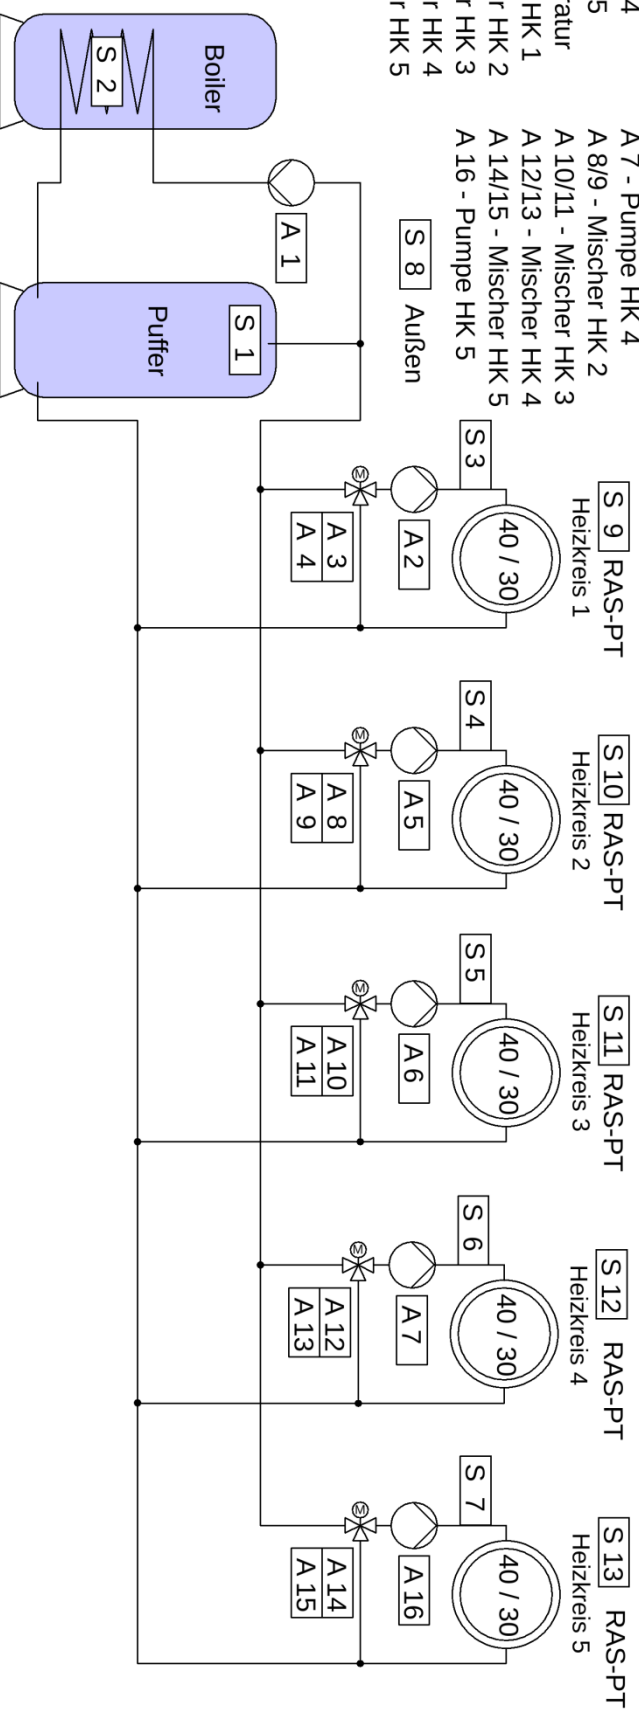 4
5
ratur
HK 1
r HK 2
r HK 3
r HK 4
r HK 5
A 7 - Pumpe HK 4
A 8/9 - Mischer HK 2
A 10/11 - Mischer HK 3
A 12/13 - Mischer HK 4
A 14/15 - Mischer HK 5
A 16 - Pumpe HK 5
S 8 Außen
S 9 RAS-PT
Heizkreis 1
S 10 RAS-PT
Heizkreis 2
S 11 RAS-PT
Heizkreis 3
S 12 RAS-PT
Heizkreis 4
S 13 RAS-PT
Heizkreis 5
40 / 30
40 / 30
40 / 30
40 / 30
40 / 30
S 3
S 4
S 5
S 6
S 7
A 2
A 5
A 6
A 7
A 16
M
M
M
M
M
A 3
A 4
A 8
A 9
A 10
A 11
A 12
A 13
A 14
A 15
A 1
S 1
Boiler
S 2
Puffer